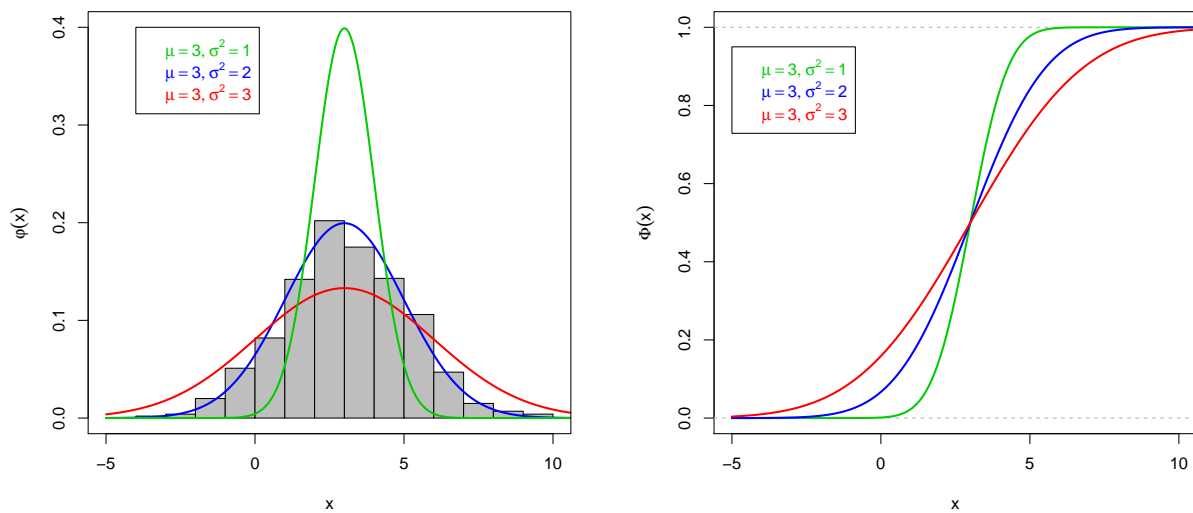 μ = 3, σ² = 1
μ = 3, σ² = 2
μ = 3, σ² = 3
φ(x)
0.0
0.1
0.2
0.3
0.4
−5
0
5
10
x
μ = 3, σ² = 1
μ = 3, σ² = 2
μ = 3, σ² = 3
Φ(x)
0.0
0.2
0.4
0.6
0.8
1.0
−5
0
5
10
x